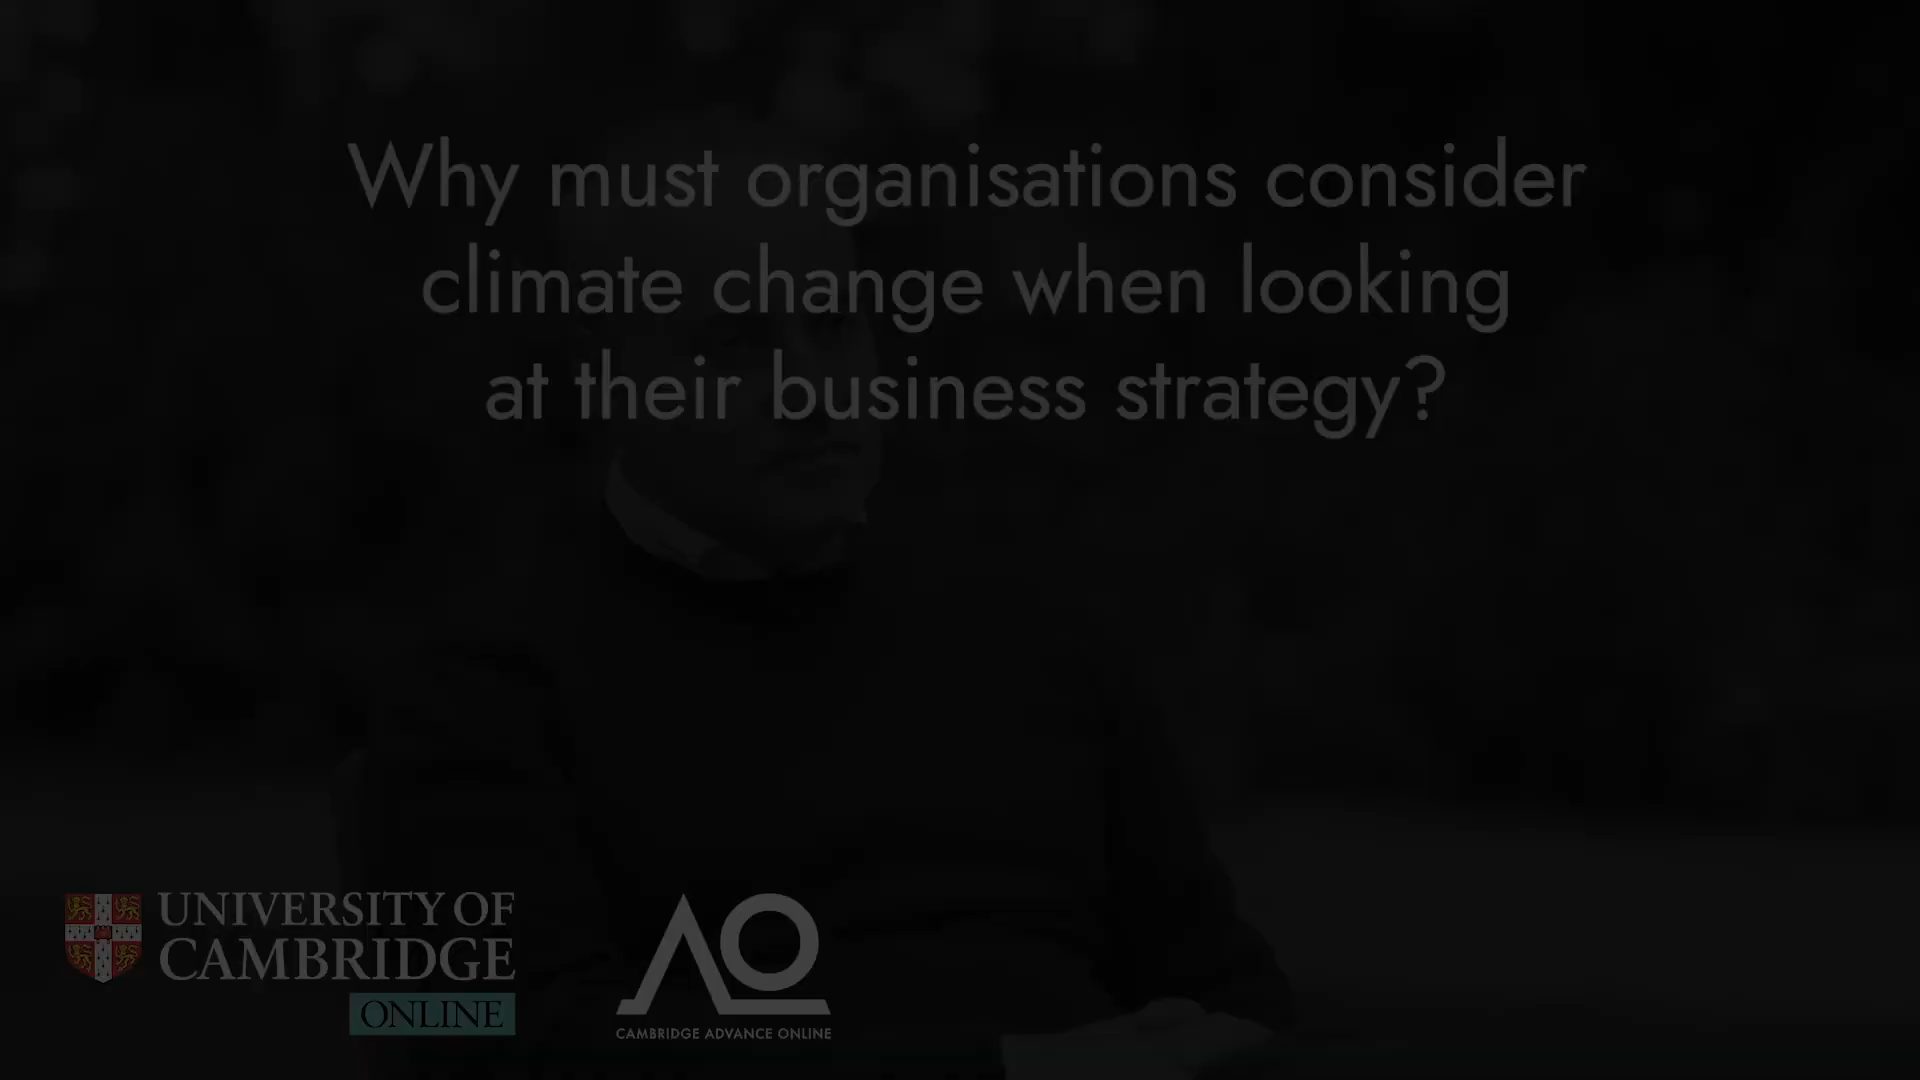 Why must organisations consider
climate change when looking
at their business strategy?
UNIVERSITY OF
CAMBRIDGE
ONLINE
AO
CAMBRIDGE ADVANCE ONLINE